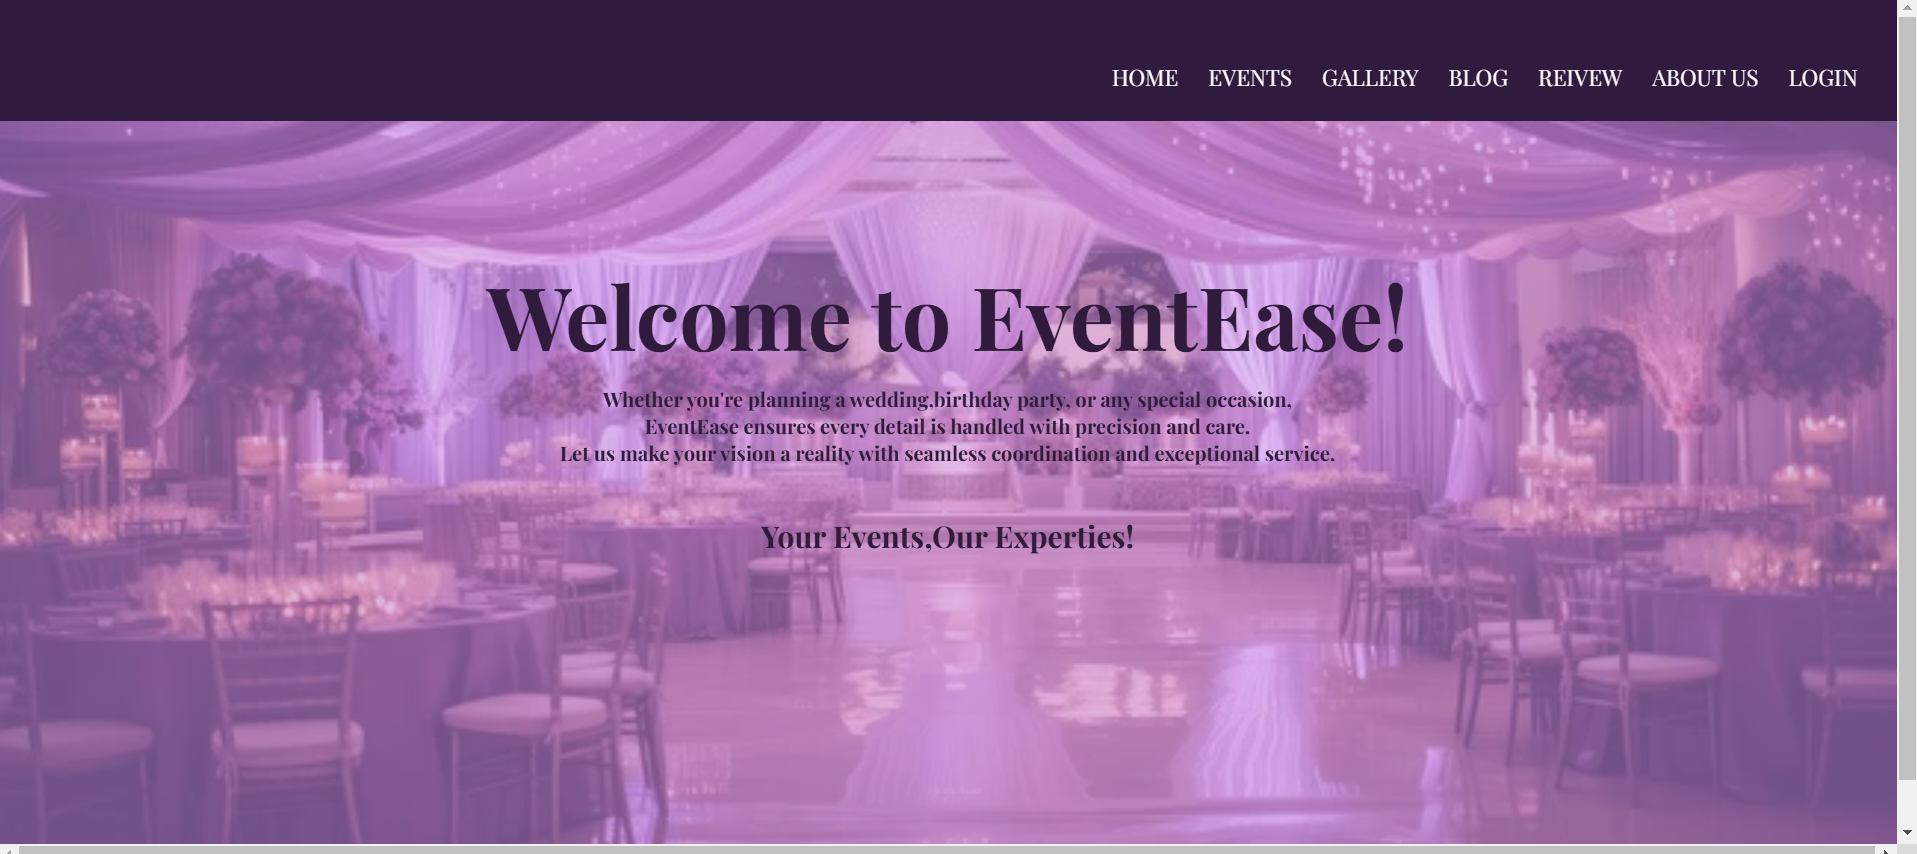 HOME EVENTS GALLERY BLOG REIVEW ABOUT US LOGIN
Welcome to EventEase!
Whether you're planning a wedding,birthday party, or any special occasion,
EventEase ensures every detail is handled with precision and care.
Let us make your vision a reality with seamless coordination and exceptional service.
Your Events,Our Experties!